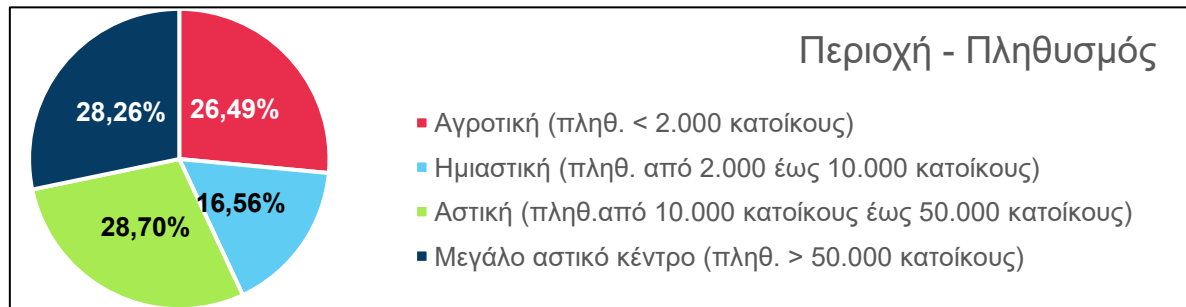 Περιοχή - Πληθυσμός
28,26%
26,49%
16,56%
28,70%
Αγροτική (πληθ. < 2.000 κατοίκους)
Ημιαστική (πληθ. από 2.000 έως 10.000 κατοίκους)
Αστική (πληθ.από 10.000 κατοίκους έως 50.000 κατοίκους)
Μεγάλο αστικό κέντρο (πληθ. > 50.000 κατοίκους)